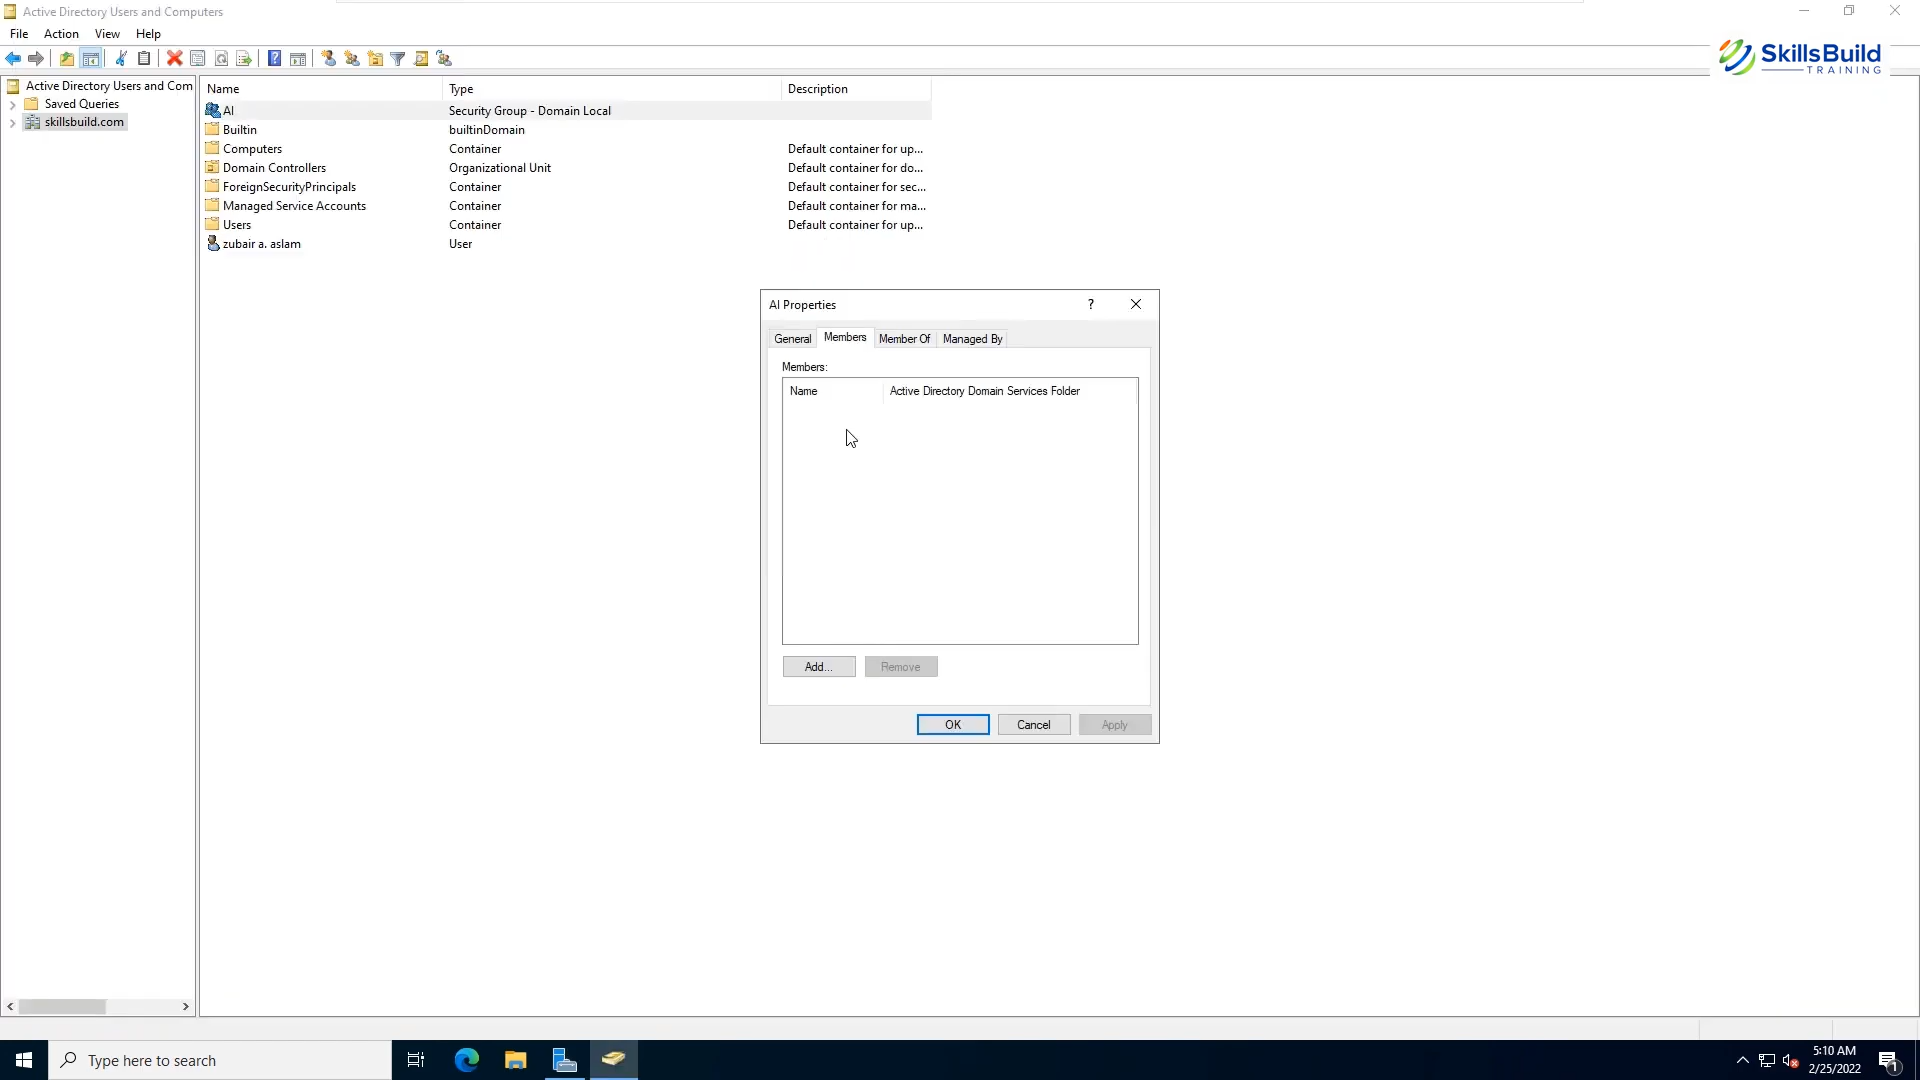 Active Directory Users and Computers
File Action View Help
SkillsBuild
TRAINING
Active Directory Users and Com
Saved Queries
skillsbuild.com
Name Type Description
AI Security Group - Domain Local
Builtin builtinDomain
Computers Container Default container for up...
Domain Controllers Organizational Unit Default container for do...
ForeignSecurityPrincipals Container Default container for sec...
Managed Service Accounts Container Default container for ma...
Users Container Default container for up...
zubair a. aslam User
AI Properties ?
General Members Member Of Managed By
Members:
Name Active Directory Domain Services Folder
Add... Remove
OK Cancel Apply
Type here to search
5:10 AM
2/25/2022
1